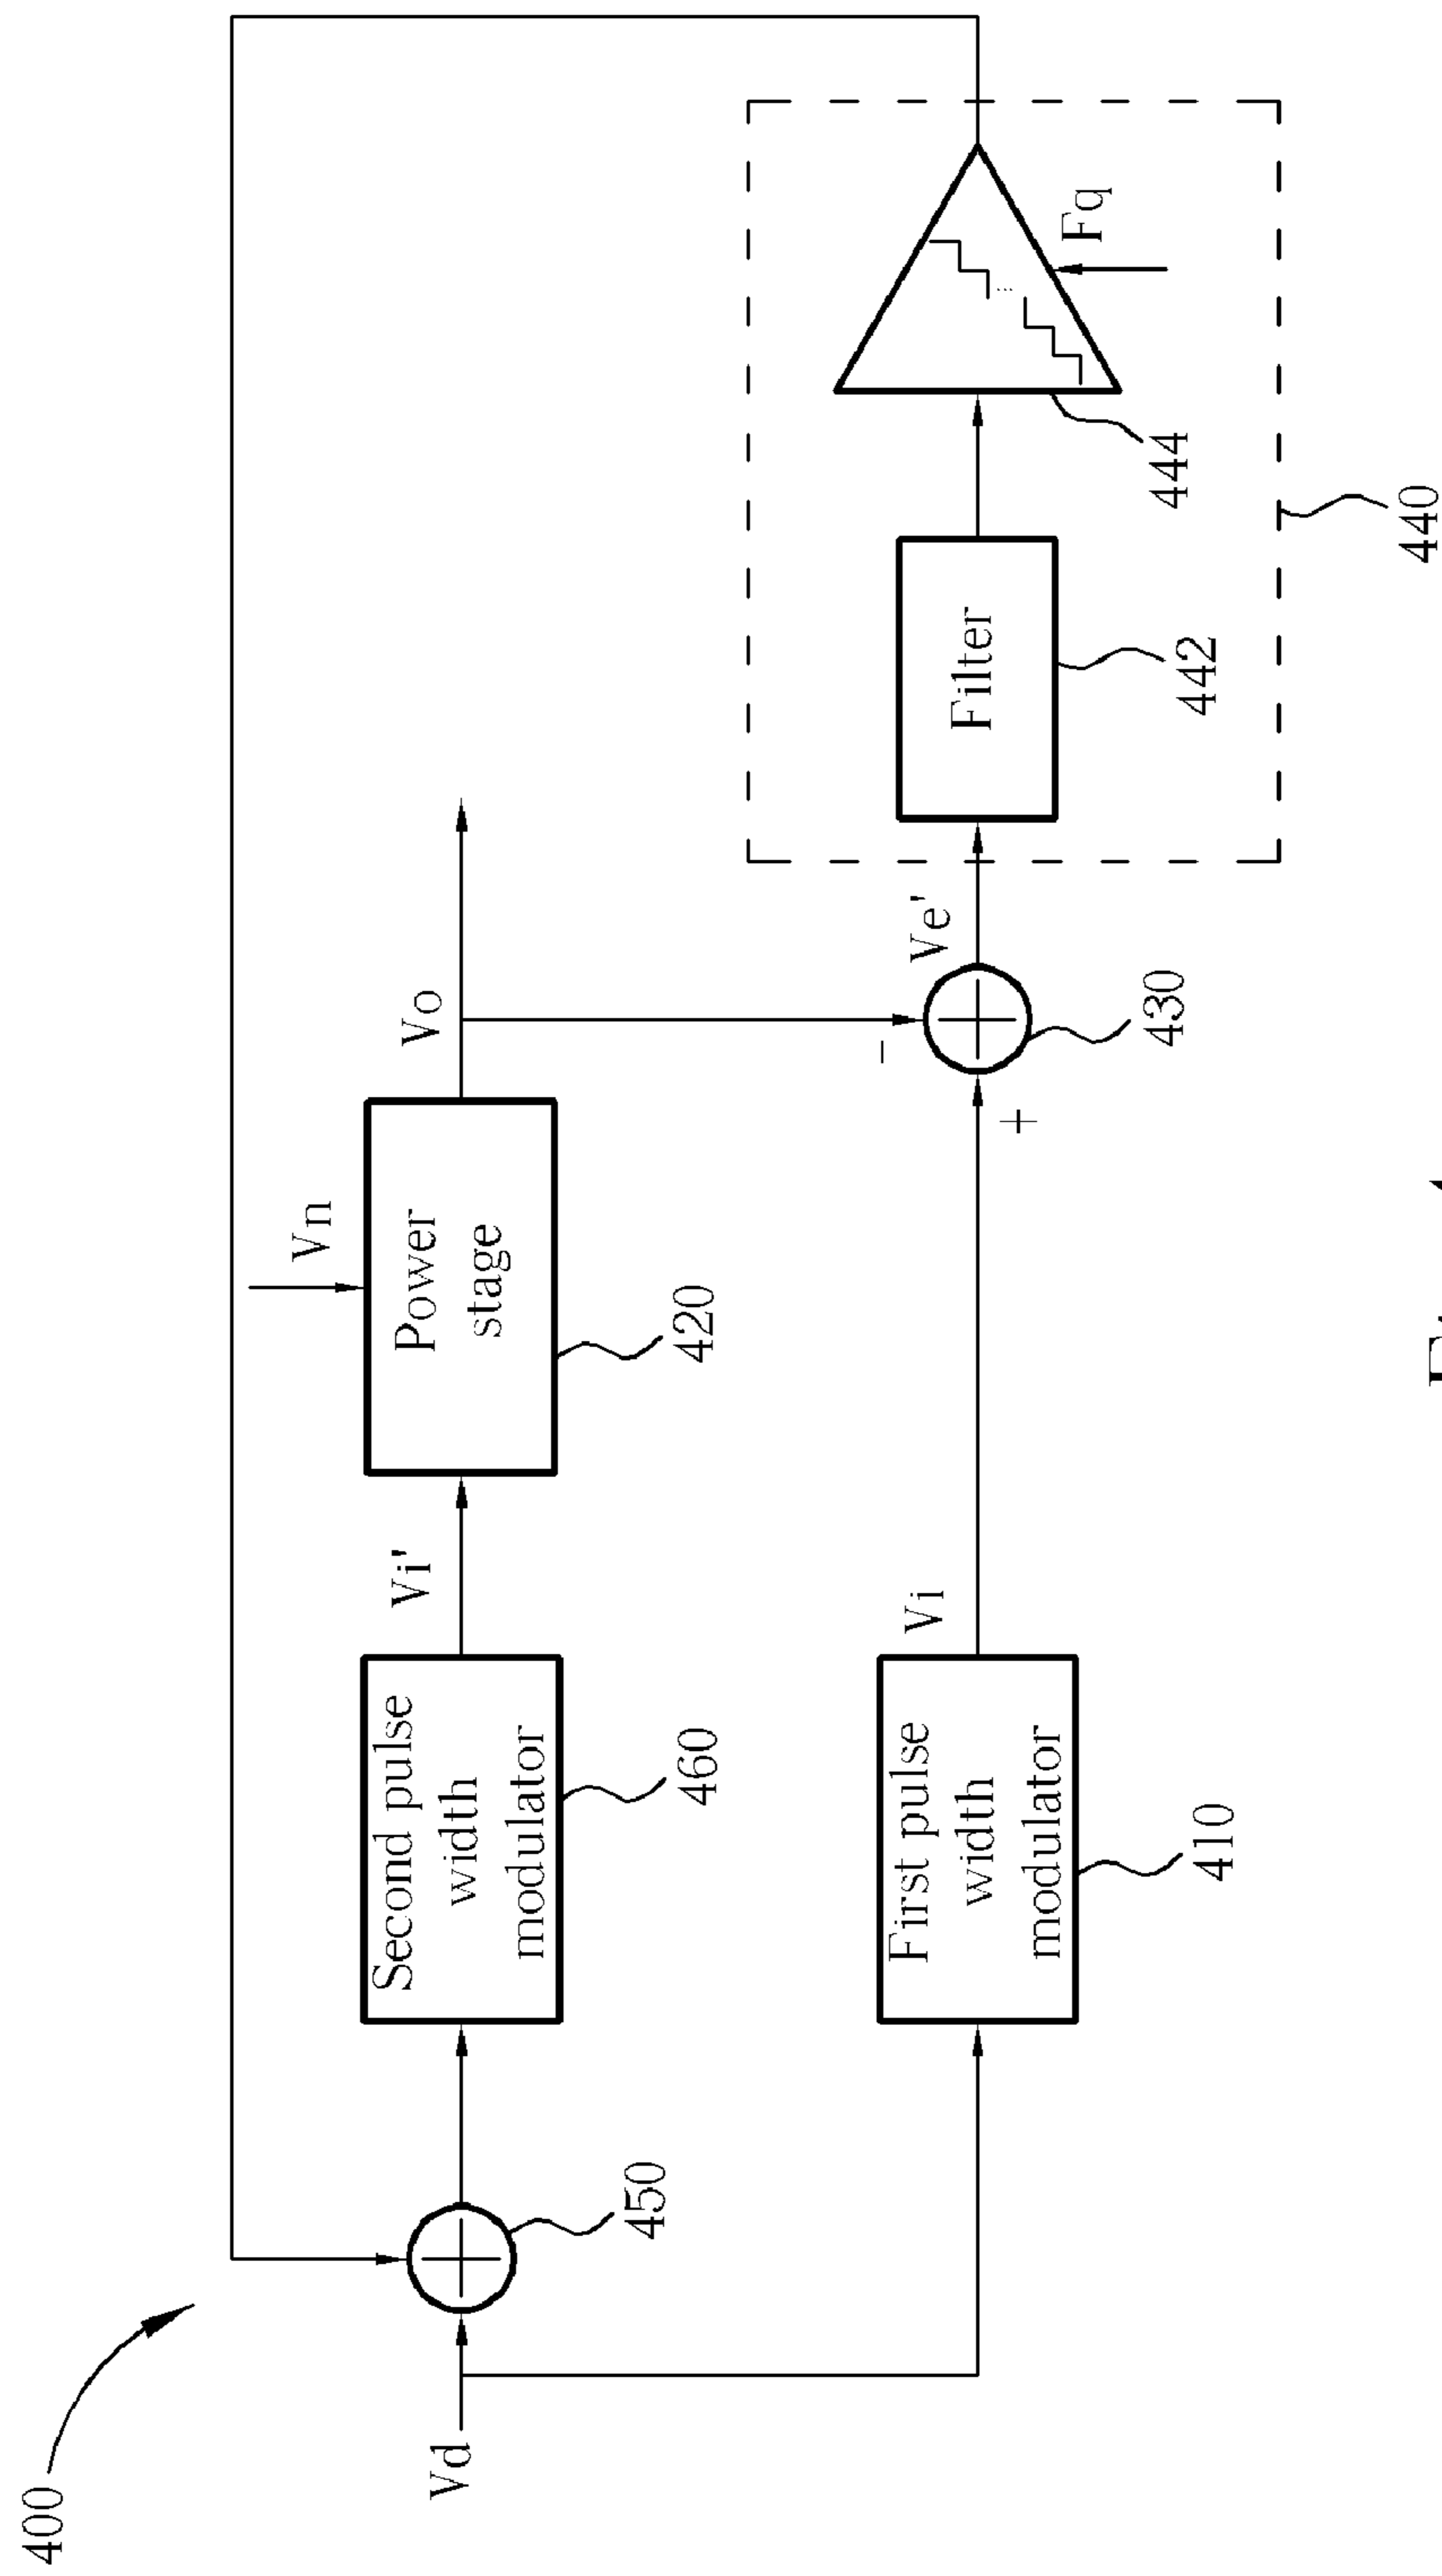 400
Vn
Vd
450
Second pulse
width
modulator
460
Vi'
Power
stage
420
Vo
First pulse
width
modulator
410
Vi
+
-
430
Ve'
Filter
442
444
Fq
440